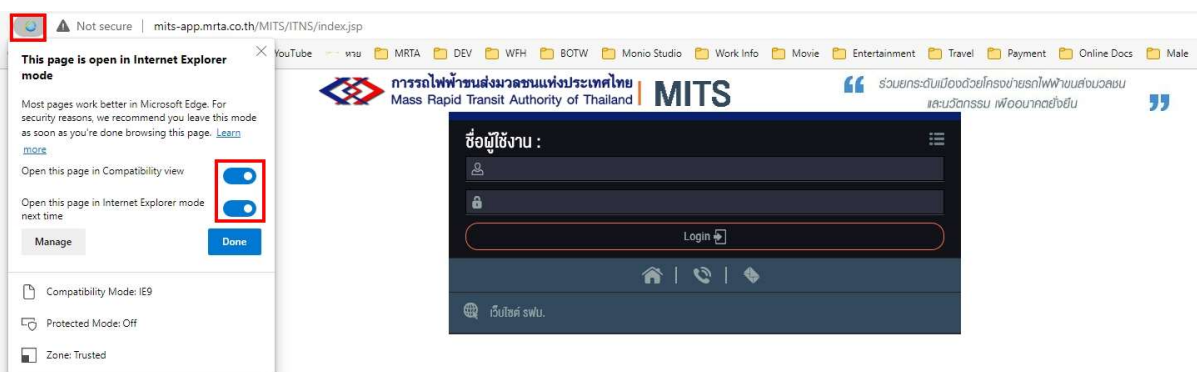 Not secure | mits-app.mrta.co.th/MITS/ITNS/index.jsp
YouTube หวย MRTA DEV WFH BOTW Monio Studio Work Info Movie Entertainment Travel Payment Online Docs Male
This page is open in Internet Explorer
mode
Most pages work better in Microsoft Edge. For
security reasons, we recommend you leave this mode
as soon as you're done browsing this page. Learn
more
Open this page in Compatibility view
Open this page in Internet Explorer mode
next time
Manage Done
Compatibility Mode: IE9
Protected Mode: Off
Zone: Trusted
การรถไฟฟ้าขนส่งมวลชนแห่งประเทศไทย
Mass Rapid Transit Authority of Thailand
MITS
ร่วมยกระดับเมืองด้วยโครงข่ายรถไฟฟ้าขนส่งมวลชน
และนวัตกรรม เพื่ออนาคตยั่งยืน
ชื่อผู้ใช้งาน :
Login
เว็บไซต์ รฟม.